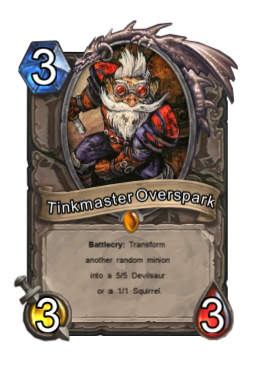 3
Tinkmaster Overspark
Battlecry: Transform
another random minion
into a 5/5 Devilsaur
or a 1/1 Squirrel.
3
3